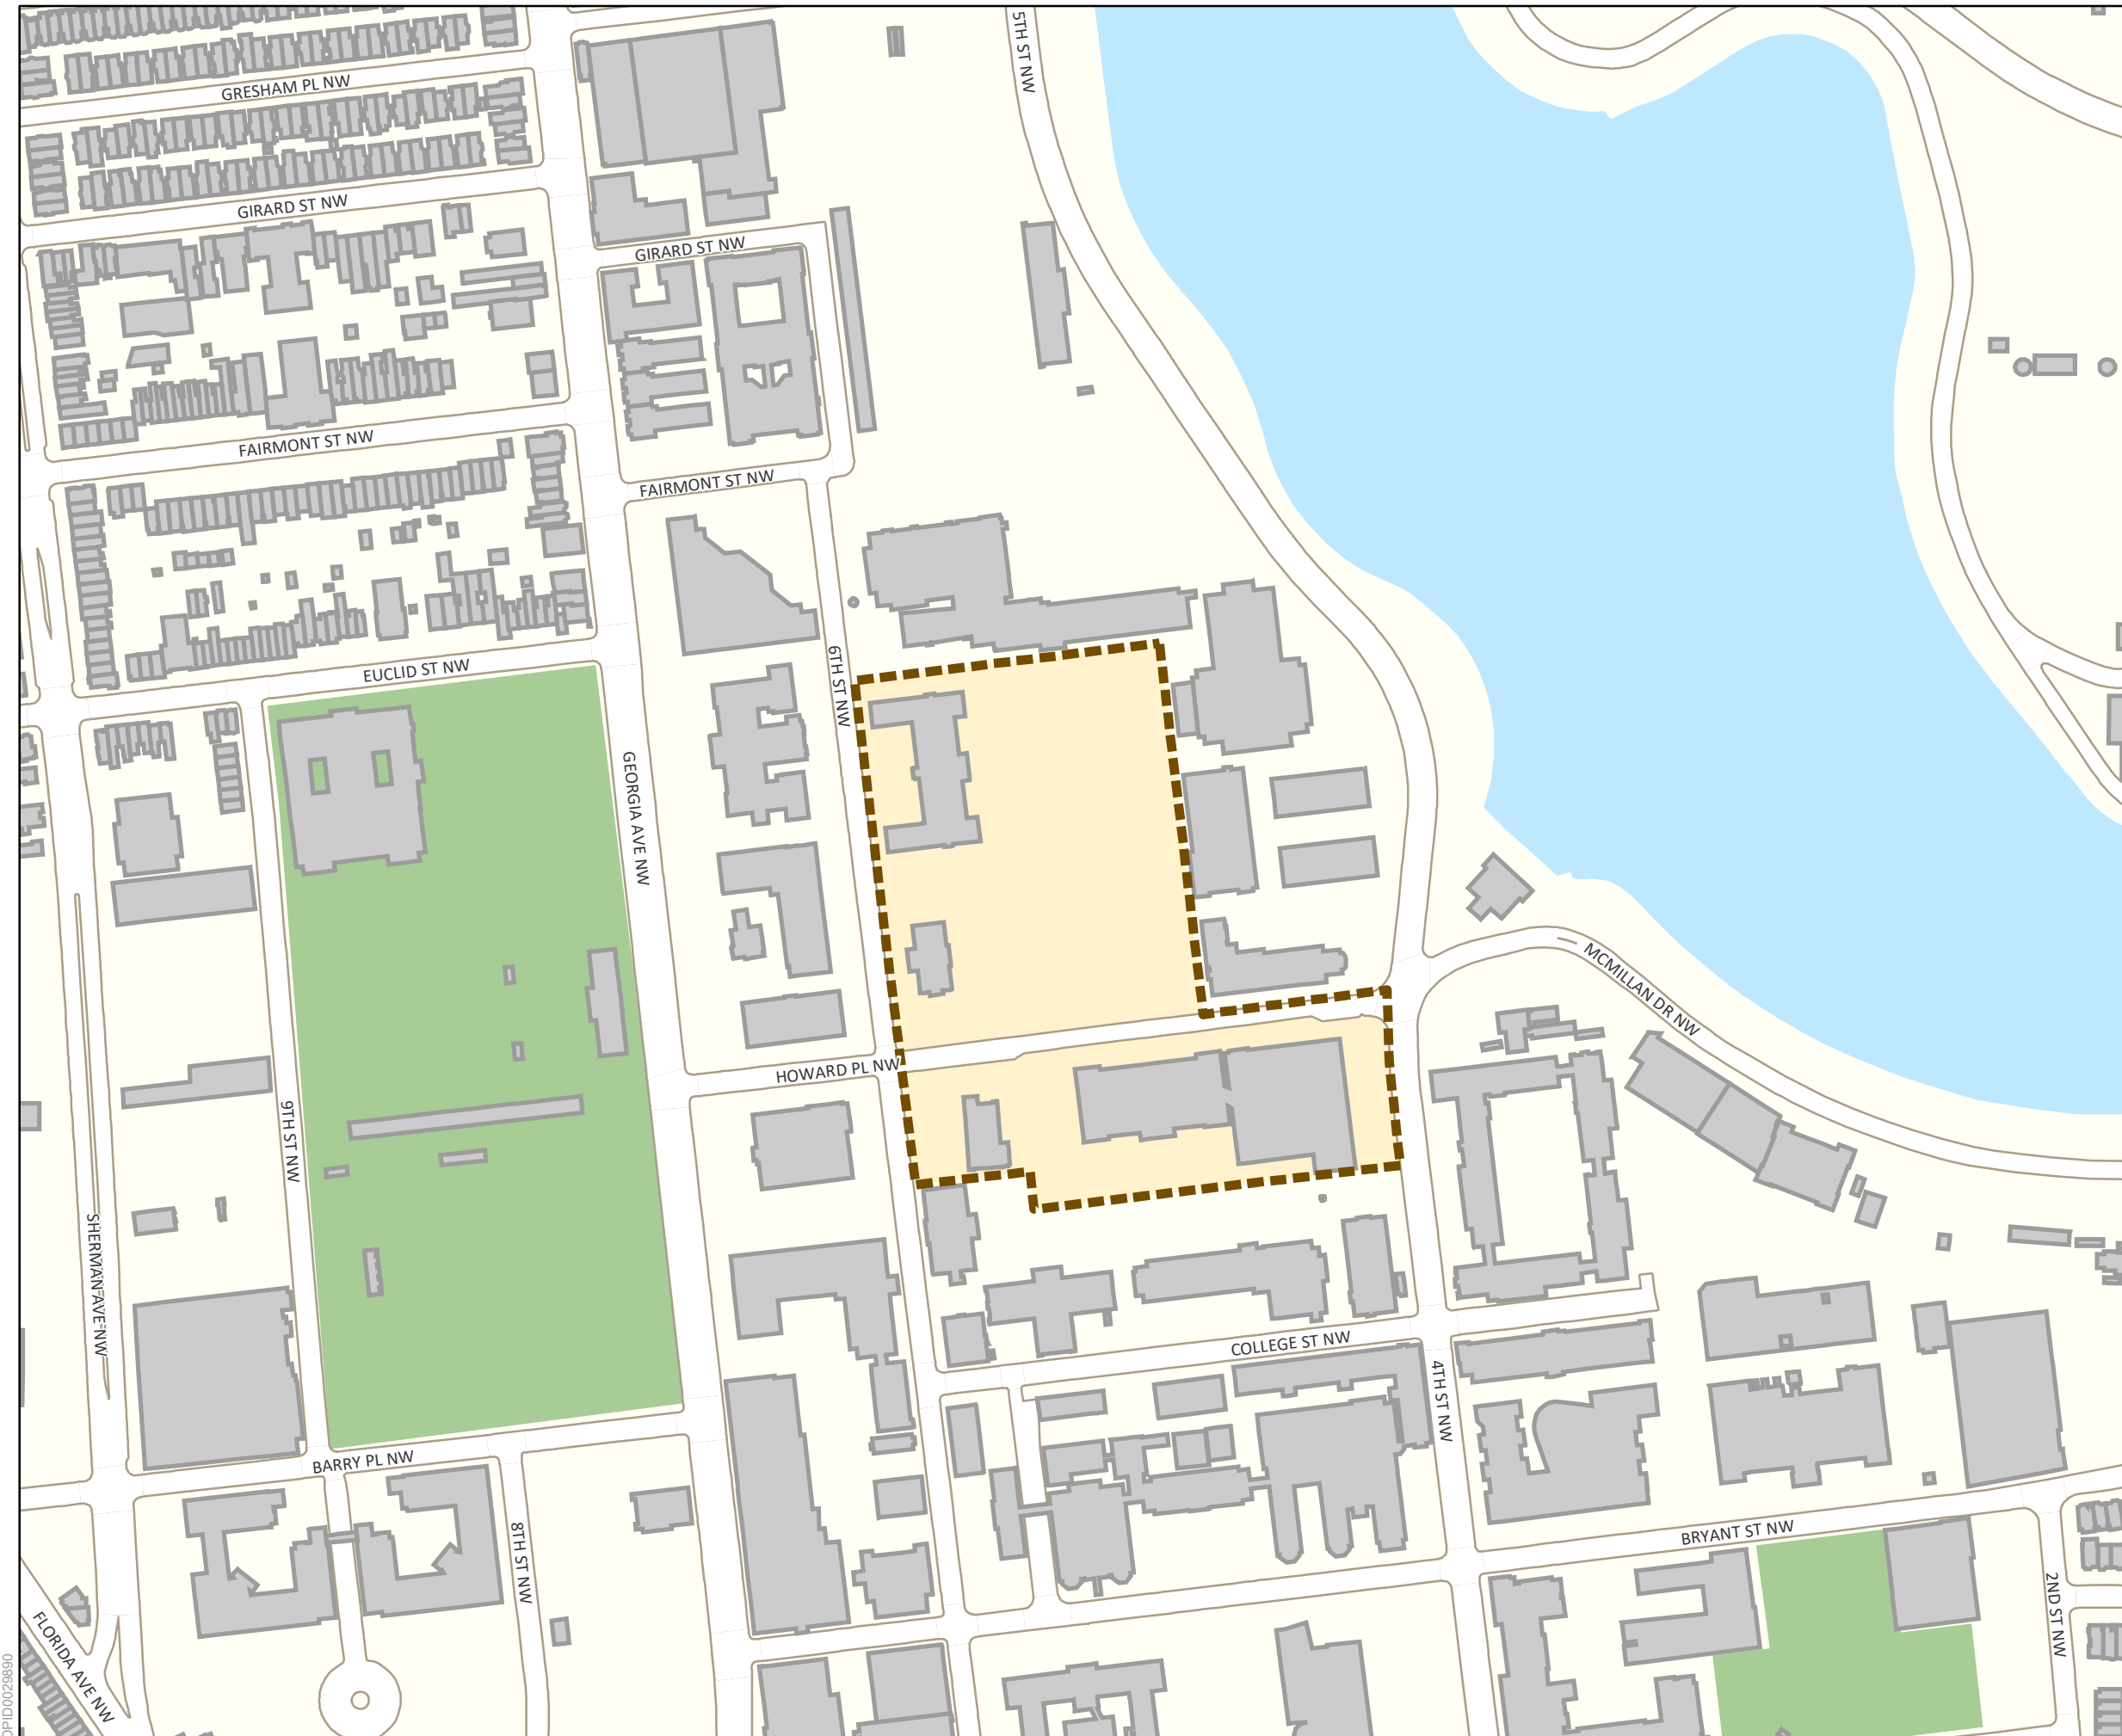 5TH ST NW
GRESHAM PL NW
GIRARD ST NW
GIRARD ST NW
FAIRMONT ST NW
FAIRMONT ST NW
EUCLID ST NW
6TH ST NW
GEORGIA AVE NW
MCMILLAN DR NW
HOWARD PL NW
9TH ST NW
SHERMAN AVE NW
COLLEGE ST NW
4TH ST NW
BARRY PL NW
8TH ST NW
BRYANT ST NW
2ND ST NW
FLORIDA AVE NW
OPID0029890